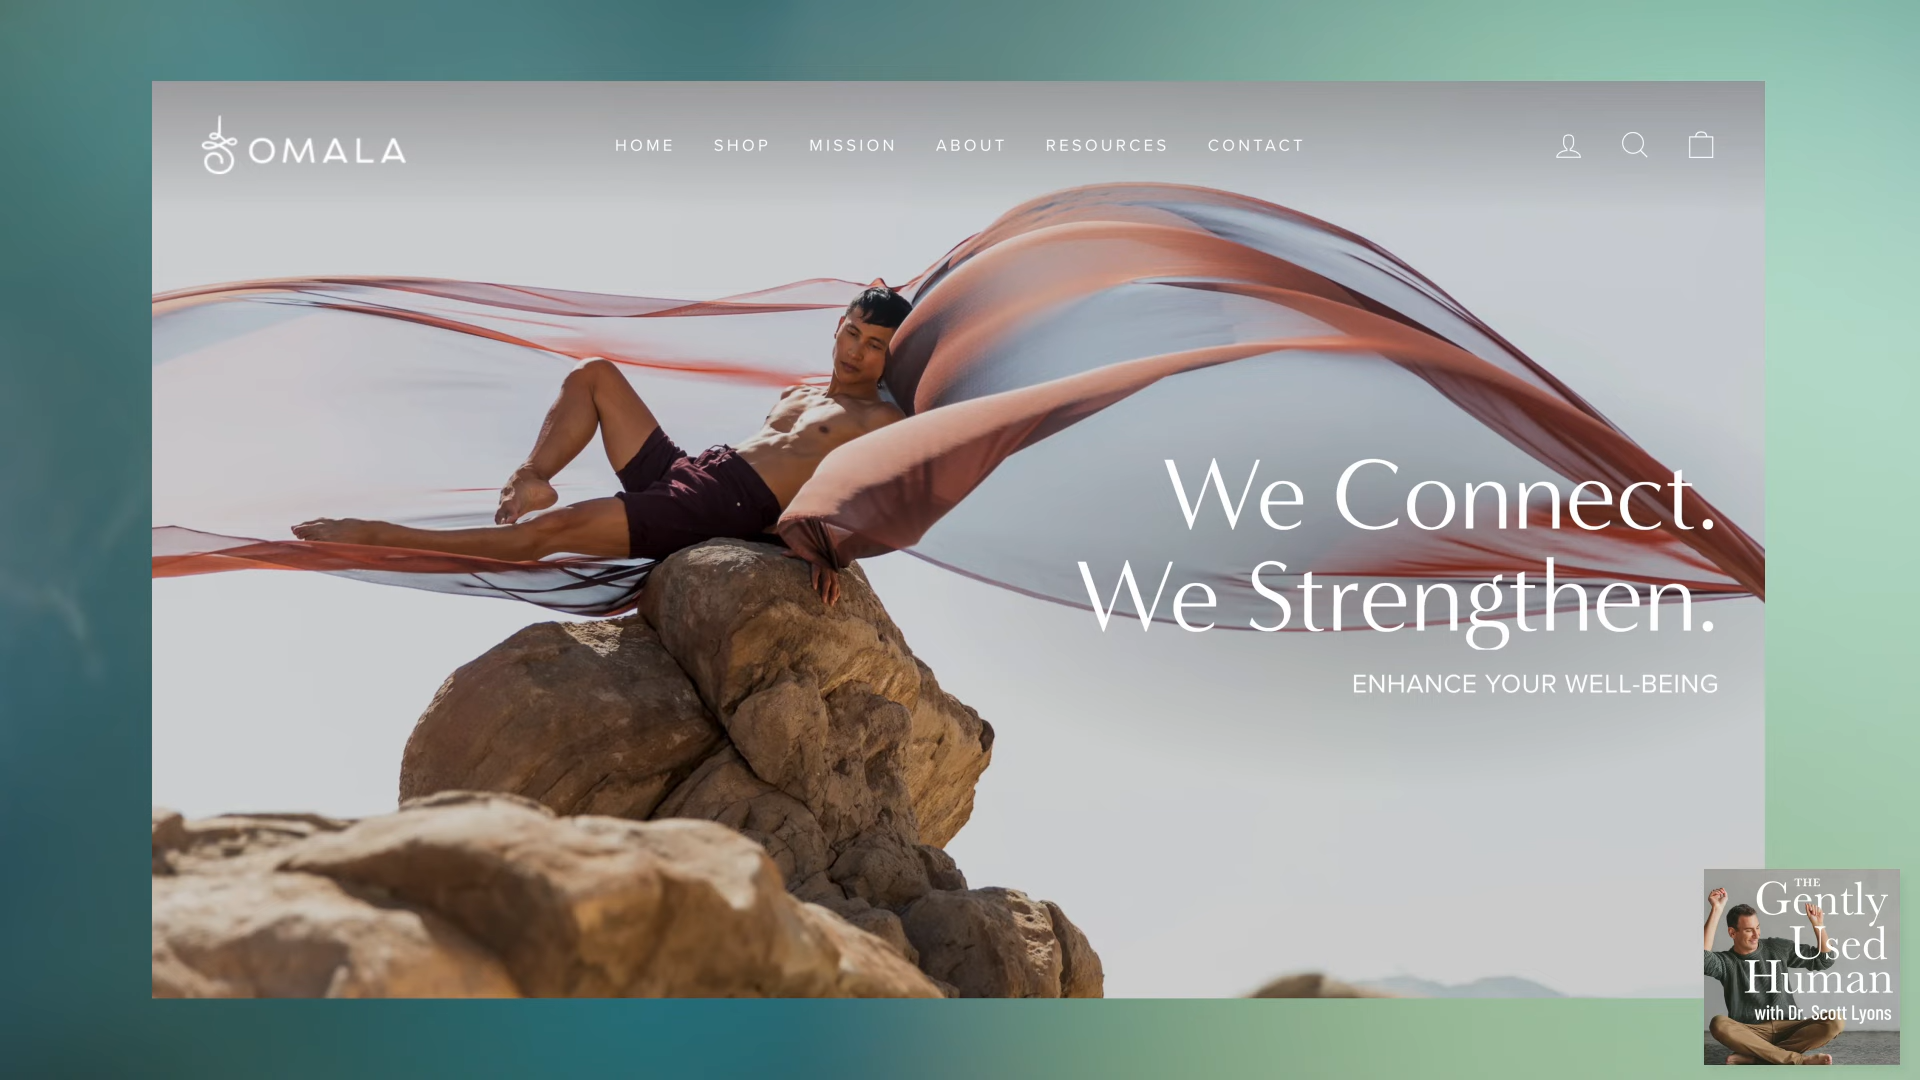 OMALA
HOME SHOP MISSION ABOUT RESOURCES CONTACT
We Connect.
We Strengthen.
ENHANCE YOUR WELL-BEING
THE
Gently
Used
Human
with Dr. Scott Lyons